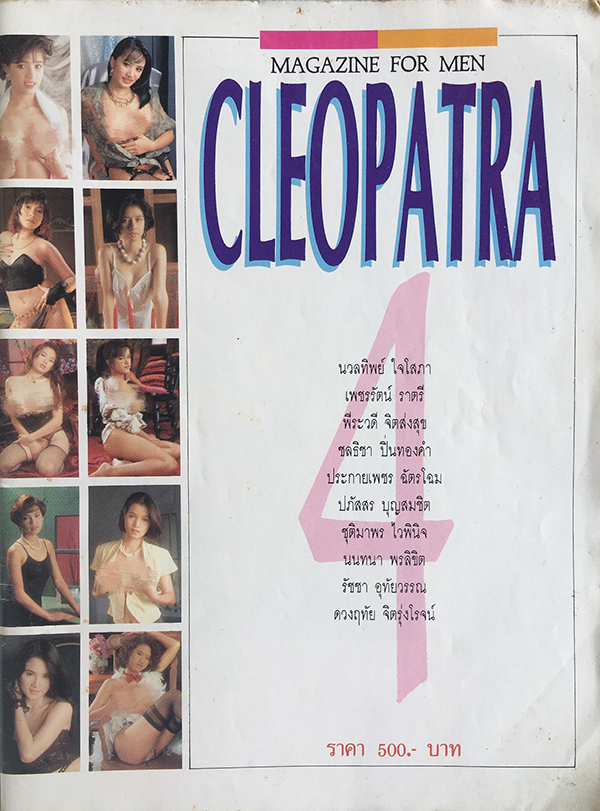 MAGAZINE FOR MEN
CLEOPATRA
4
นวลทิพย์ ใจโสภา
เพชรรัตน์ ราตรี
พีระวดี จิตส่งสุข
ชลธิชา ปิ่นทองคำ
ประกายเพชร ฉัตรโฉม
ปภัสสร บุญสมชิต
ชุติมาพร ไวพินิจ
นนทนา พรลิขิต
รัชชา อุทัยวรรณ
ดวงฤทัย จิตรุ่งโรจน์
ราคา 500.- บาท